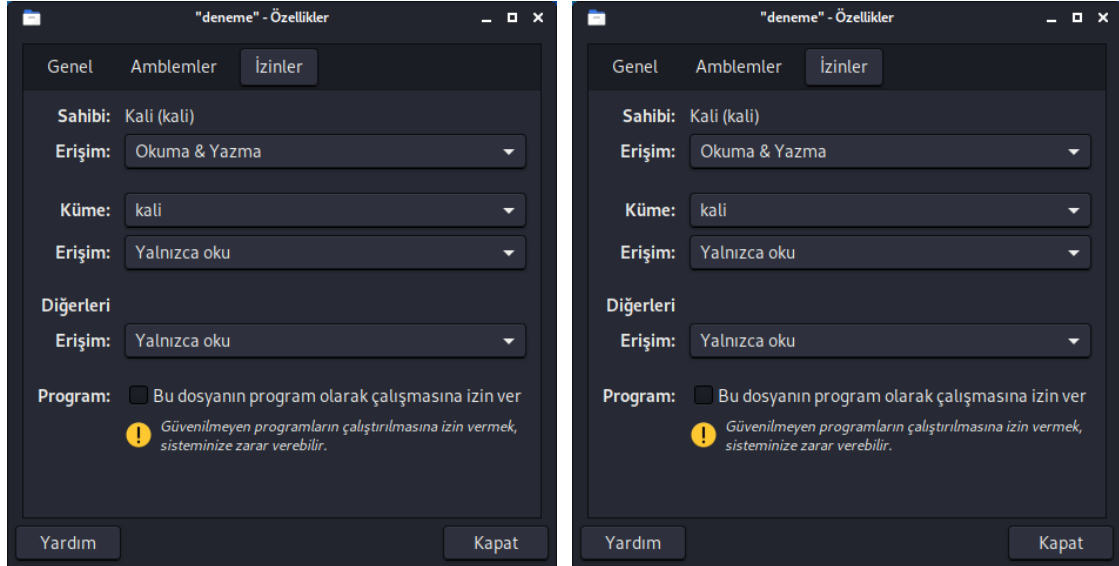 "deneme" - Özellikler
Genel Amblemler İzinler
Sahibi: Kali (kali)
Erişim: Okuma & Yazma
Küme: kali
Erişim: Yalnızca oku
Diğerleri
Erişim: Yalnızca oku
Program: Bu dosyanın program olarak çalışmasına izin ver
Güvenilmeyen programların çalıştırılmasına izin vermek,
sisteminize zarar verebilir.
Yardım Kapat
"deneme" - Özellikler
Genel Amblemler İzinler
Sahibi: Kali (kali)
Erişim: Okuma & Yazma
Küme: kali
Erişim: Yalnızca oku
Diğerleri
Erişim: Yalnızca oku
Program: Bu dosyanın program olarak çalışmasına izin ver
Güvenilmeyen programların çalıştırılmasına izin vermek,
sisteminize zarar verebilir.
Yardım Kapat